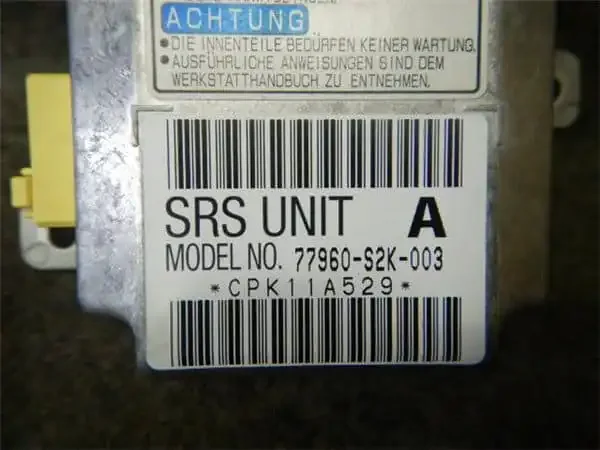 ACHTUNG
•DIE INNENTEILE BEDÜRFEN KEINER WARTUNG.
•AUSFÜHRLICHE ANWEISUNGEN SIND DEM
WERKSTATTHANDBUCH ZU ENTNEHMEN.
SRS UNIT A
MODEL NO. 77960-S2K-003
*CPK11A529*